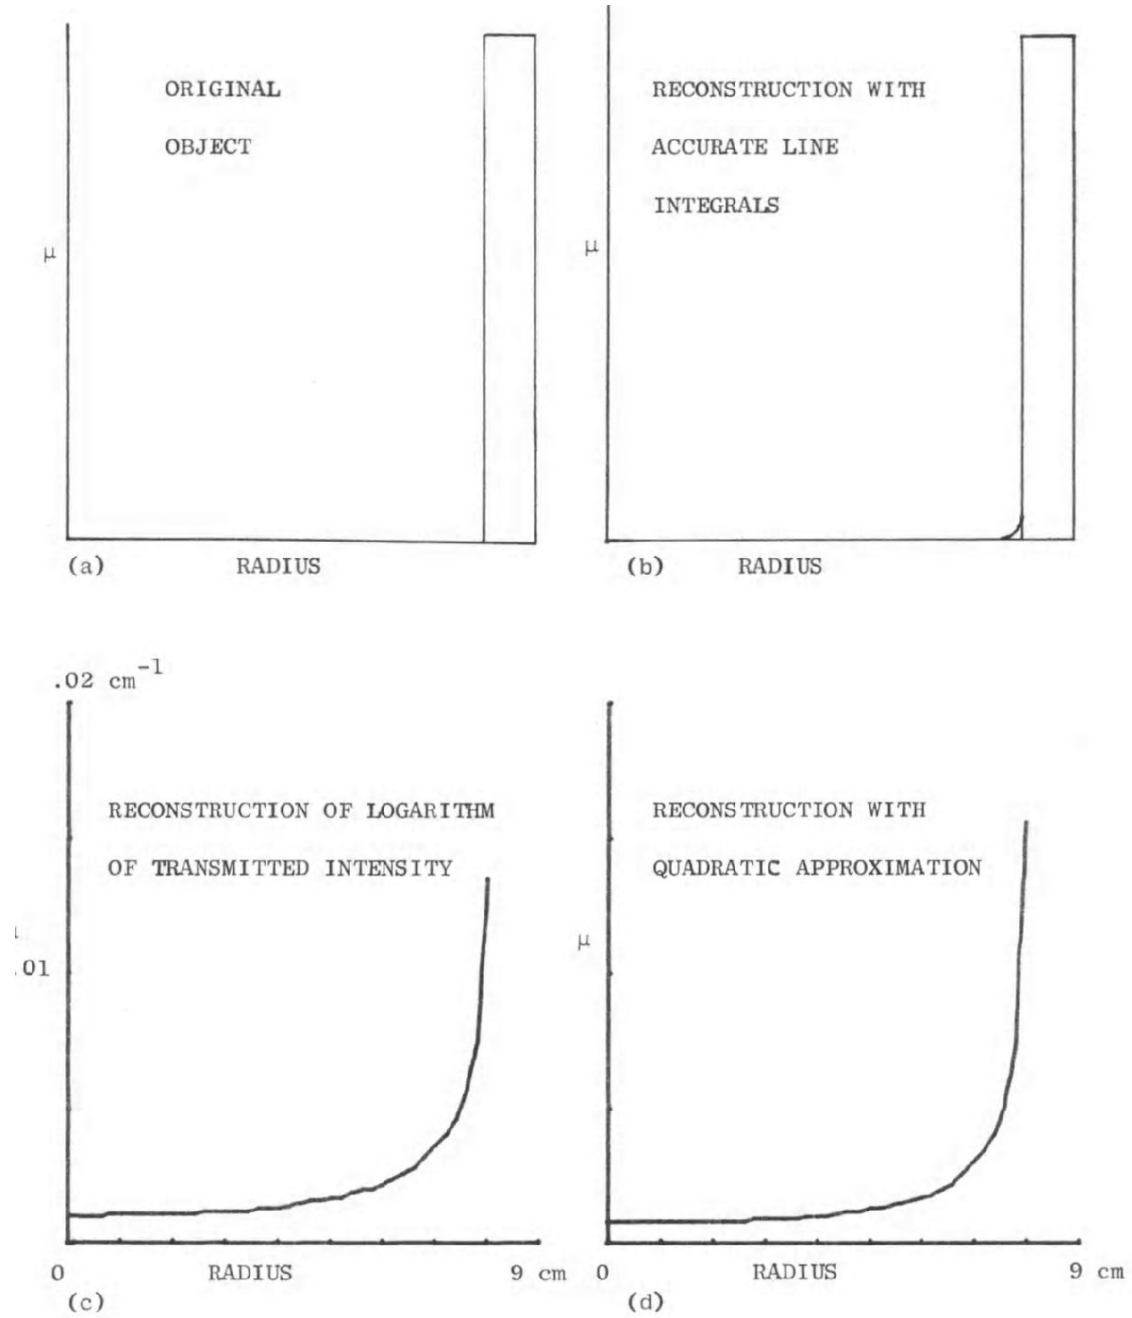 ORIGINAL
OBJECT
μ
(a) RADIUS
RECONSTRUCTION WITH
ACCURATE LINE
INTEGRALS
μ
(b) RADIUS
.02 cm⁻¹
RECONSTRUCTION OF LOGARITHM
OF TRANSMITTED INTENSITY
.01
0 RADIUS 9 cm
(c)
RECONSTRUCTION WITH
QUADRATIC APPROXIMATION
μ
0 RADIUS 9 cm
(d)